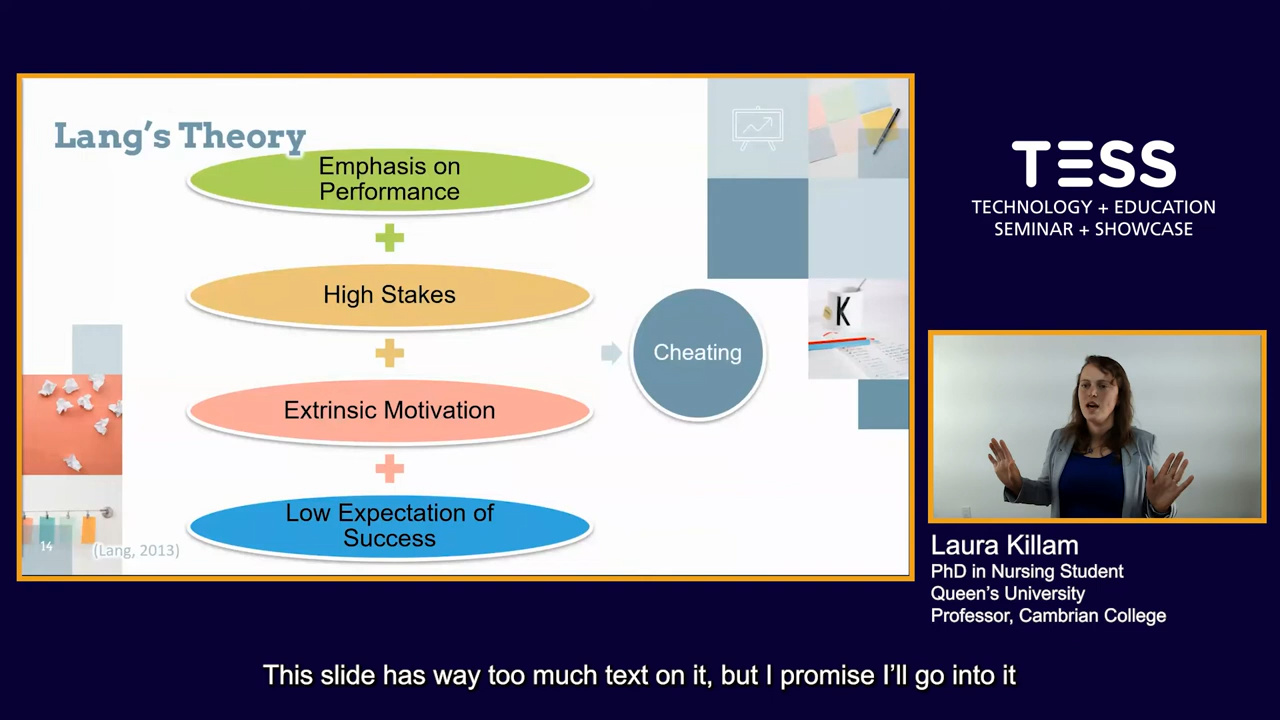 Lang's Theory
Emphasis on
Performance
High Stakes
Extrinsic Motivation
Low Expectation of
Success
Cheating
K
14
(Lang, 2013)
TESS
TECHNOLOGY + EDUCATION
SEMINAR + SHOWCASE
Laura Killam
PhD in Nursing Student
Queen's University
Professor, Cambrian College
This slide has way too much text on it, but I promise I'll go into it